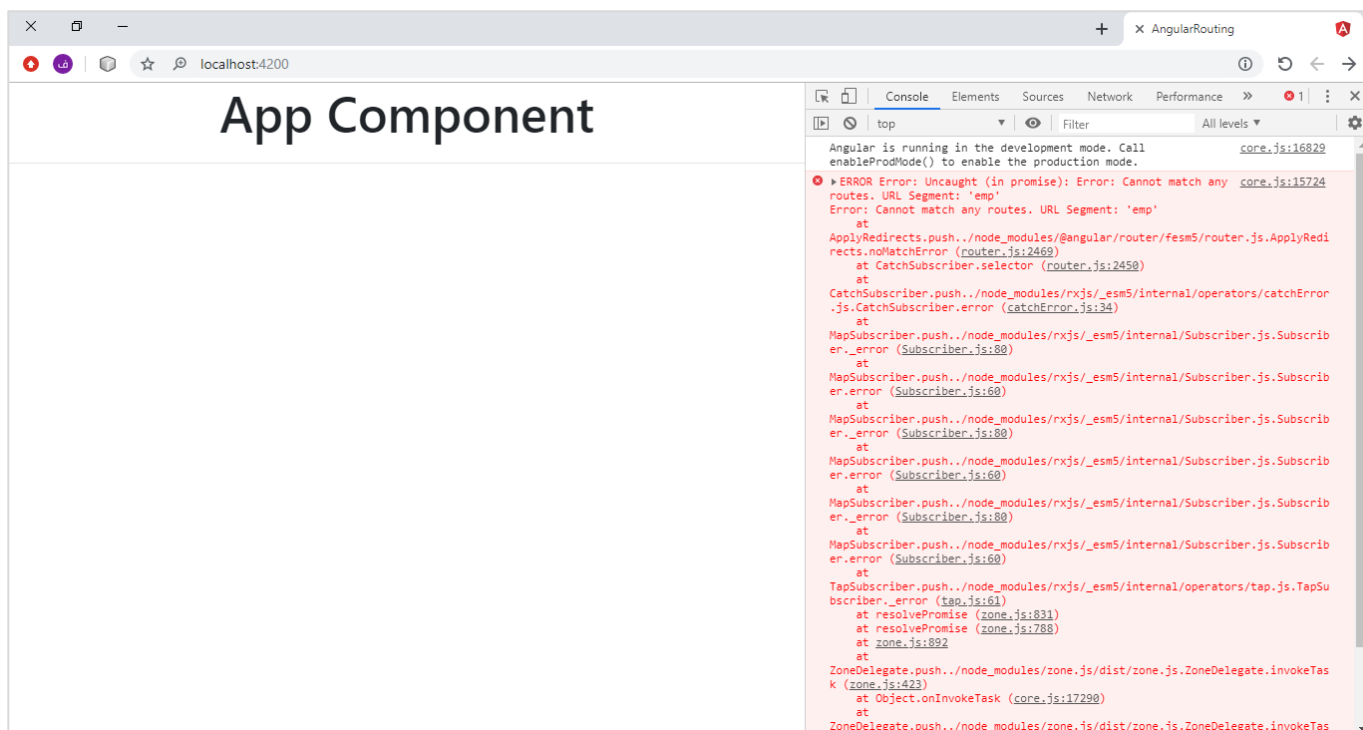 AngularRouting
localhost:4200
App Component
Console Elements Sources Network Performance » 1
top Filter All levels ▼
Angular is running in the development mode. Call core.js:16829
enableProdMode() to enable the production mode.
ERROR Error: Uncaught (in promise): Error: Cannot match any core.js:15724
routes. URL Segment: 'emp'
Error: Cannot match any routes. URL Segment: 'emp'
at
ApplyRedirects.push../node_modules/@angular/router/fesm5/router.js.ApplyRedi
rects.noMatchError (router.js:2469)
at CatchSubscriber.selector (router.js:2450)
at
CatchSubscriber.push../node_modules/rxjs/_esm5/internal/operators/catchError
.js.CatchSubscriber.error (catchError.js:34)
at
MapSubscriber.push../node_modules/rxjs/_esm5/internal/Subscriber.js.Subscrib
er._error (Subscriber.js:80)
at
MapSubscriber.push../node_modules/rxjs/_esm5/internal/Subscriber.js.Subscrib
er.error (Subscriber.js:60)
at
MapSubscriber.push../node_modules/rxjs/_esm5/internal/Subscriber.js.Subscrib
er._error (Subscriber.js:80)
at
MapSubscriber.push../node_modules/rxjs/_esm5/internal/Subscriber.js.Subscrib
er.error (Subscriber.js:60)
at
MapSubscriber.push../node_modules/rxjs/_esm5/internal/Subscriber.js.Subscrib
er._error (Subscriber.js:80)
at
MapSubscriber.push../node_modules/rxjs/_esm5/internal/Subscriber.js.Subscrib
er.error (Subscriber.js:60)
at
TapSubscriber.push../node_modules/rxjs/_esm5/internal/operators/tap.js.TapSu
bscriber._error (tap.js:61)
at resolvePromise (zone.js:831)
at resolvePromise (zone.js:788)
at zone.js:892
at
ZoneDelegate.push../node_modules/zone.js/dist/zone.js.ZoneDelegate.invokeTas
k (zone.js:423)
at Object.onInvokeTask (core.js:17290)
at
ZoneDelegate.push../node_modules/zone.js/dist/zone.js.ZoneDelegate.invokeTas